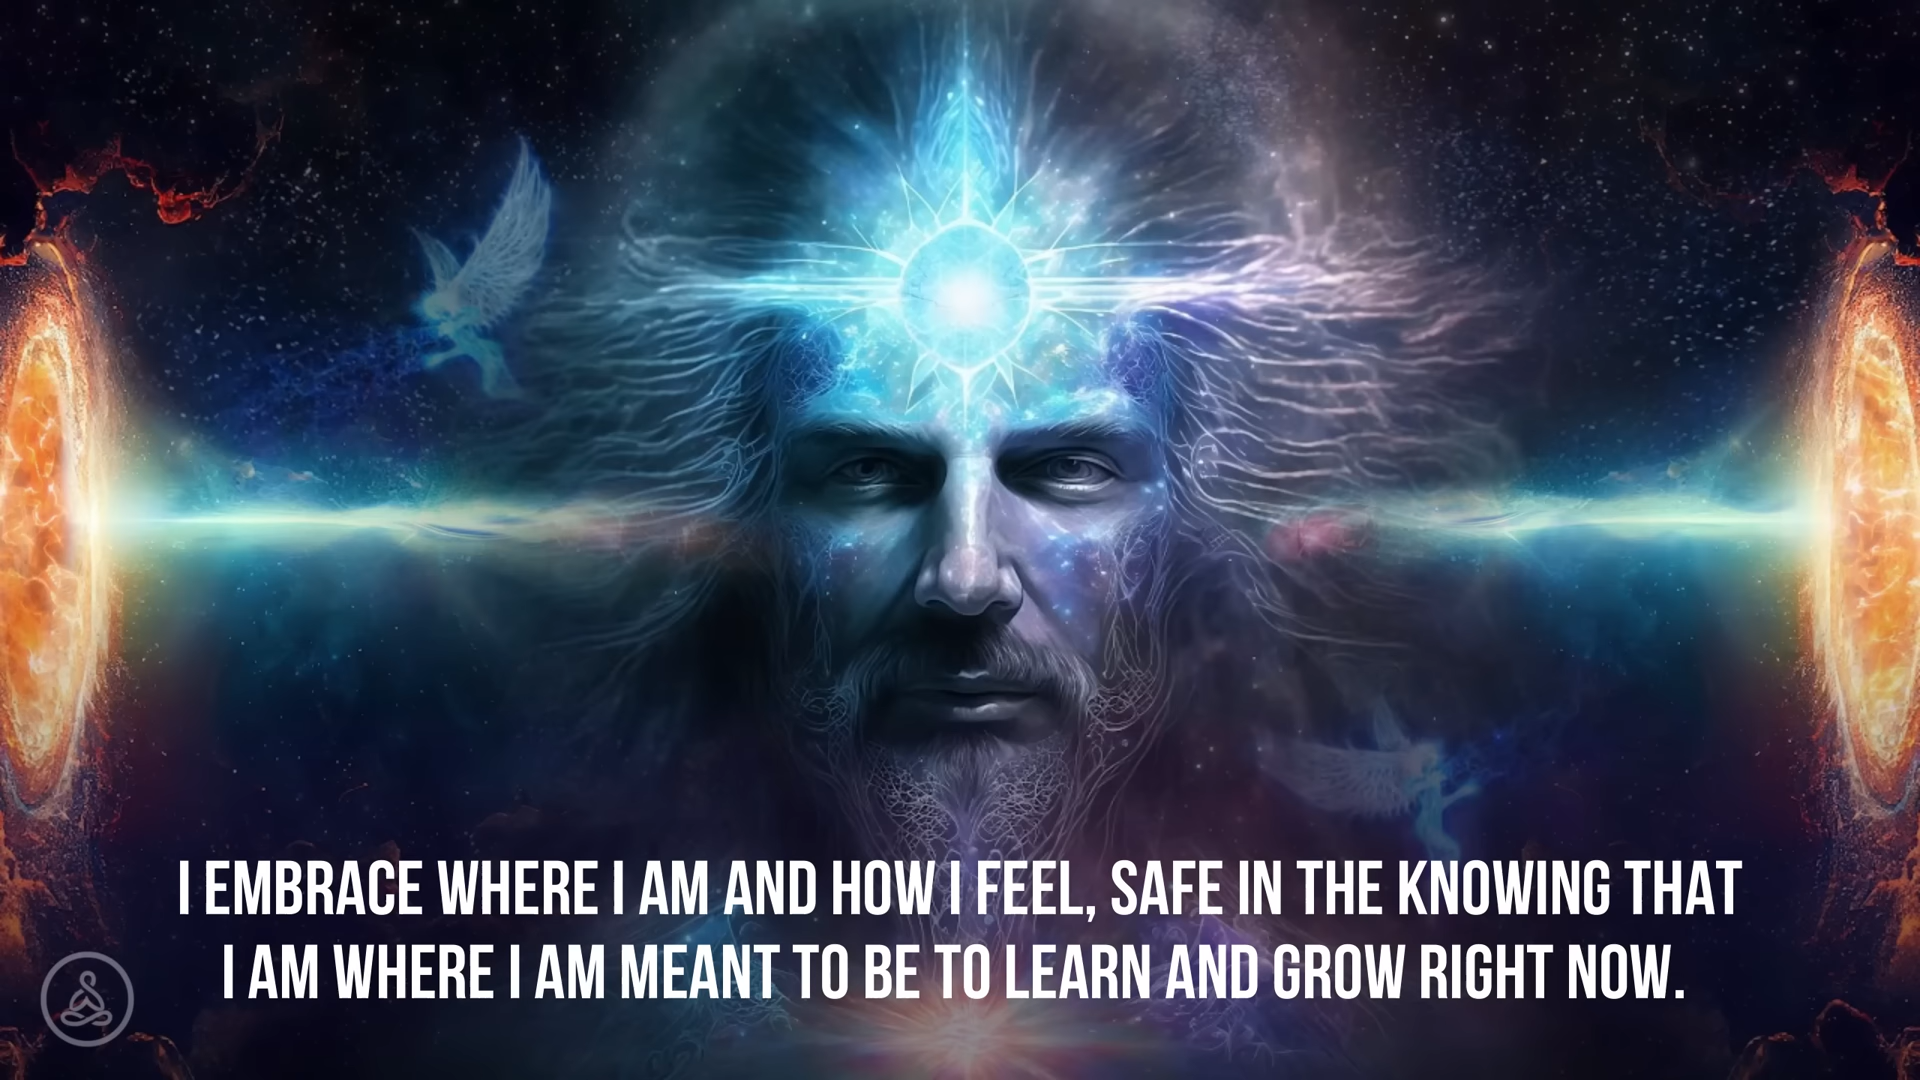 I EMBRACE WHERE I AM AND HOW I FEEL, SAFE IN THE KNOWING THAT
I AM WHERE I AM MEANT TO BE TO LEARN AND GROW RIGHT NOW.